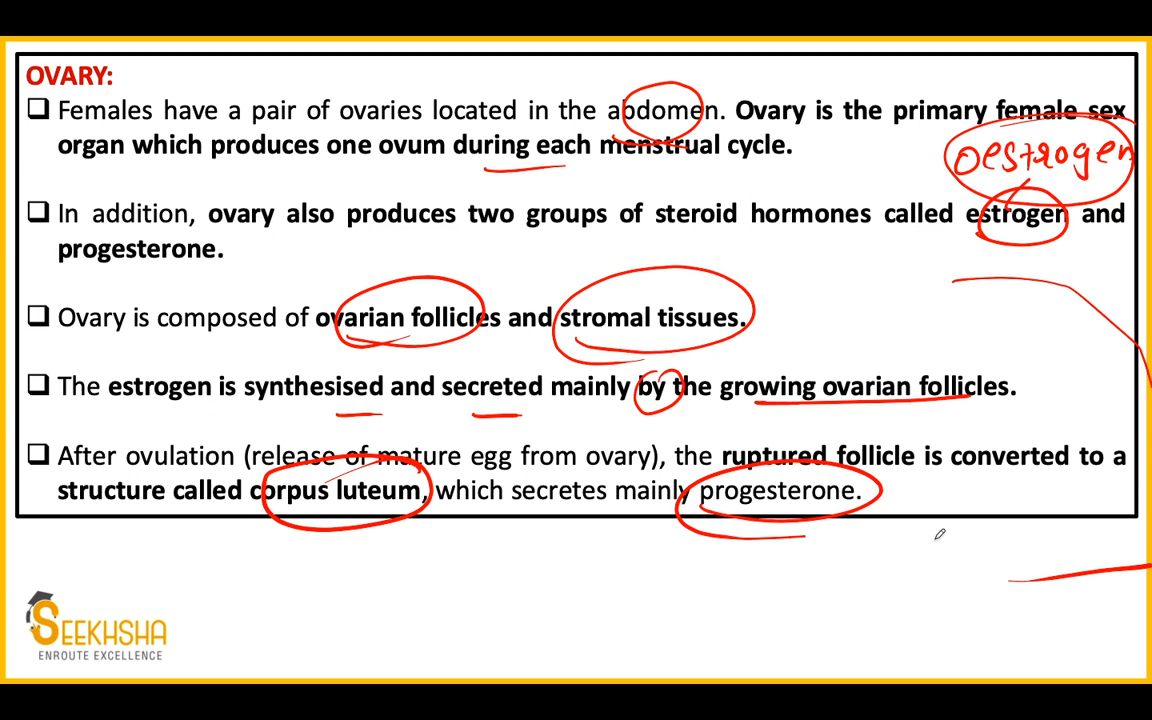 OVARY:
❑ Females have a pair of ovaries located in the abdomen. Ovary is the primary female sex
organ which produces one ovum during each menstrual cycle.
oestrogen
❑ In addition, ovary also produces two groups of steroid hormones called estrogen and
progesterone.
❑ Ovary is composed of ovarian follicles and stromal tissues.
❑ The estrogen is synthesised and secreted mainly by the growing ovarian follicles.
❑ After ovulation (release of mature egg from ovary), the ruptured follicle is converted to a
structure called corpus luteum, which secretes mainly progesterone.
SEEKHSHA
ENROUTE EXCELLENCE